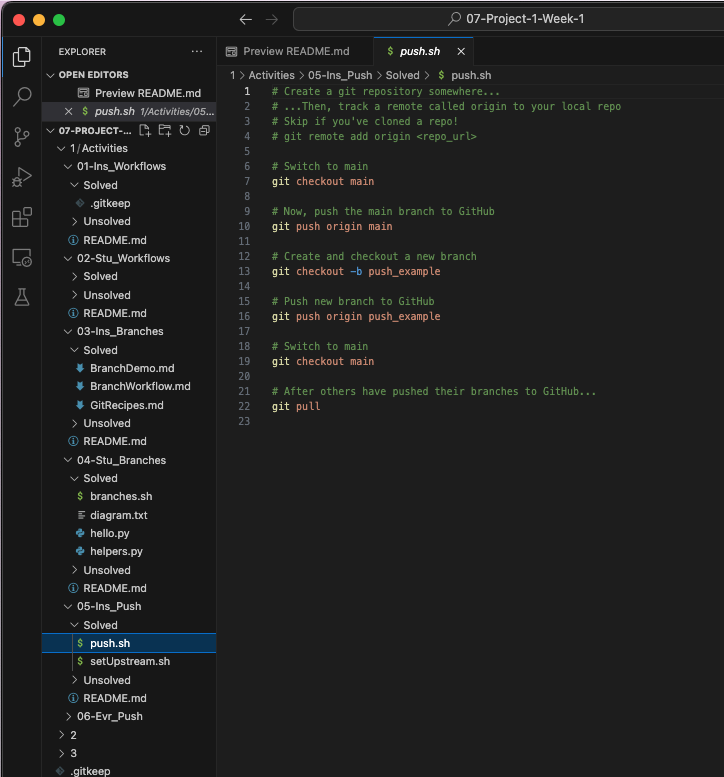 07-Project-1-Week-1
EXPLORER
Preview README.md
$ push.sh
OPEN EDITORS
Preview README.md
$ push.sh 1/Activities/05...
07-PROJECT-...
1/Activities
01-Ins_Workflows
Solved
.gitkeep
Unsolved
README.md
02-Stu_Workflows
Solved
Unsolved
README.md
03-Ins_Branches
Solved
BranchDemo.md
BranchWorkflow.md
GitRecipes.md
Unsolved
README.md
04-Stu_Branches
Solved
$ branches.sh
diagram.txt
hello.py
helpers.py
Unsolved
README.md
05-Ins_Push
Solved
$ push.sh
$ setUpstream.sh
Unsolved
README.md
06-Evr_Push
2
3
.gitkeep
1 > Activities > 05-Ins_Push > Solved > $ push.sh
1 # Create a git repository somewhere...
2 # ...Then, track a remote called origin to your local repo
3 # Skip if you've cloned a repo!
4 # git remote add origin <repo_url>
5
6 # Switch to main
7 git checkout main
8
9 # Now, push the main branch to GitHub
10 git push origin main
11
12 # Create and checkout a new branch
13 git checkout -b push_example
14
15 # Push new branch to GitHub
16 git push origin push_example
17
18 # Switch to main
19 git checkout main
20
21 # After others have pushed their branches to GitHub...
22 git pull
23